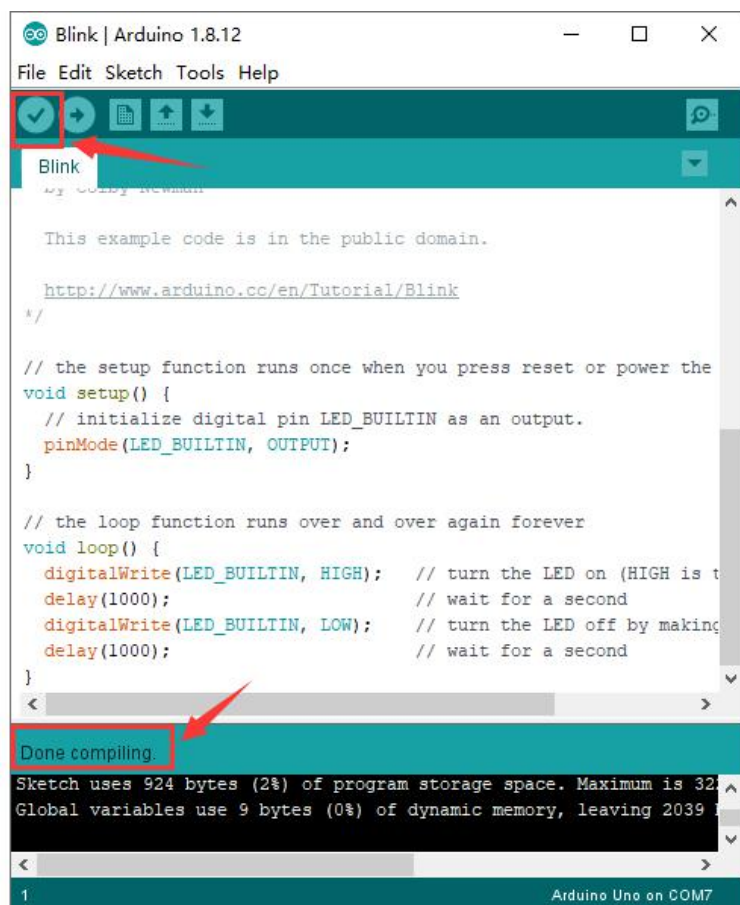 Blink | Arduino 1.8.12
File Edit Sketch Tools Help
Blink
by Colby Newman
This example code is in the public domain.
http://www.arduino.cc/en/Tutorial/Blink
*/
// the setup function runs once when you press reset or power the
void setup() {
// initialize digital pin LED_BUILTIN as an output.
pinMode(LED_BUILTIN, OUTPUT);
}
// the loop function runs over and over again forever
void loop() {
digitalWrite(LED_BUILTIN, HIGH); // turn the LED on (HIGH is t
delay(1000); // wait for a second
digitalWrite(LED_BUILTIN, LOW); // turn the LED off by making
delay(1000); // wait for a second
}
Done compiling.
Sketch uses 924 bytes (2%) of program storage space. Maximum is 32
Global variables use 9 bytes (0%) of dynamic memory, leaving 2039
1
Arduino Uno on COM7